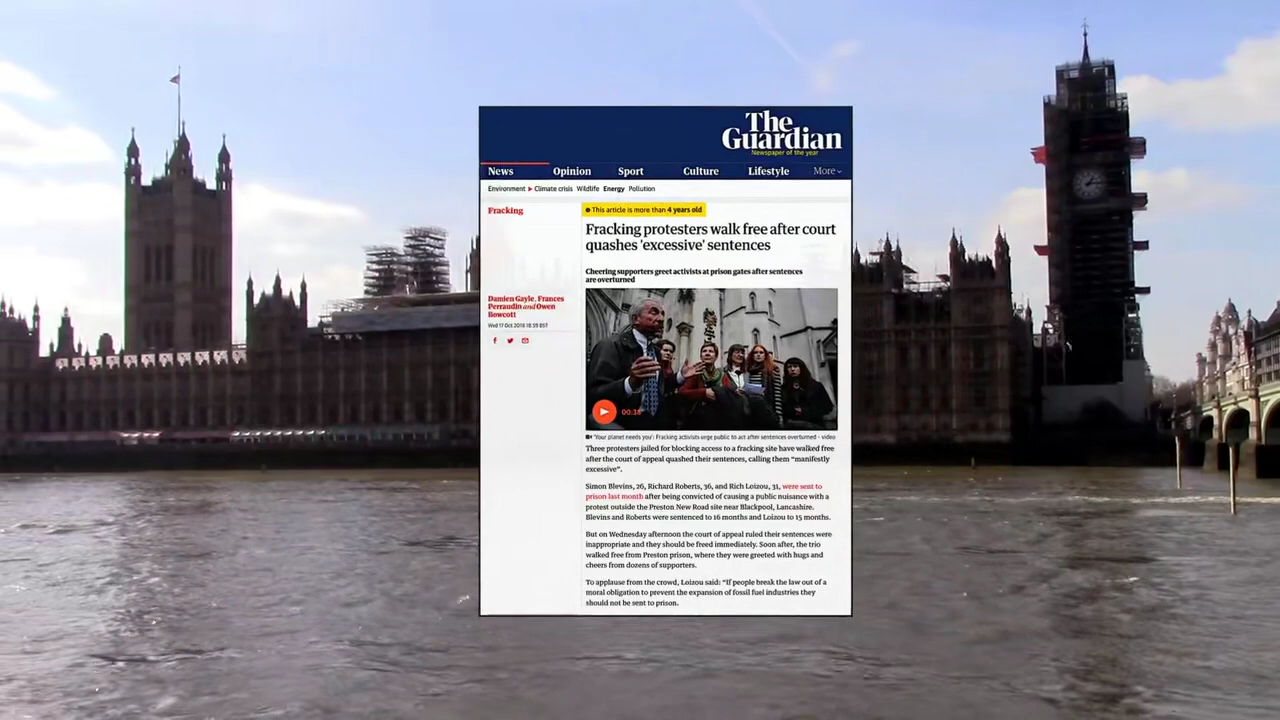 The
Guardian
Newspaper of the year
News Opinion Sport Culture Lifestyle More
Environment Climate crisis Wildlife Energy Pollution
Fracking
This article is more than 4 years old
Fracking protesters walk free after court
quashes 'excessive' sentences
Cheering supporters greet activists at prison gates after sentences
are overturned
Damien Gayle, Frances
Perraudin and Owen
Bowcott
Wed 17 Oct 2018 18.59 BST
00:38
'Your planet needs you': Fracking activists urge public to act after sentences overturned - video
Three protesters jailed for blocking access to a fracking site have walked free
after the court of appeal quashed their sentences, calling them “manifestly
excessive”.
Simon Blevins, 26, Richard Roberts, 36, and Rich Loizou, 31, were sent to
prison last month after being convicted of causing a public nuisance with a
protest outside the Preston New Road site near Blackpool, Lancashire.
Blevins and Roberts were sentenced to 16 months and Loizou to 15 months.
But on Wednesday afternoon the court of appeal ruled their sentences were
inappropriate and they should be freed immediately. Soon after, the trio
walked free from Preston prison, where they were greeted with hugs and
cheers from dozens of supporters.
To applause from the crowd, Loizou said: “If people break the law out of a
moral obligation to prevent the expansion of fossil fuel industries they
should not be sent to prison.